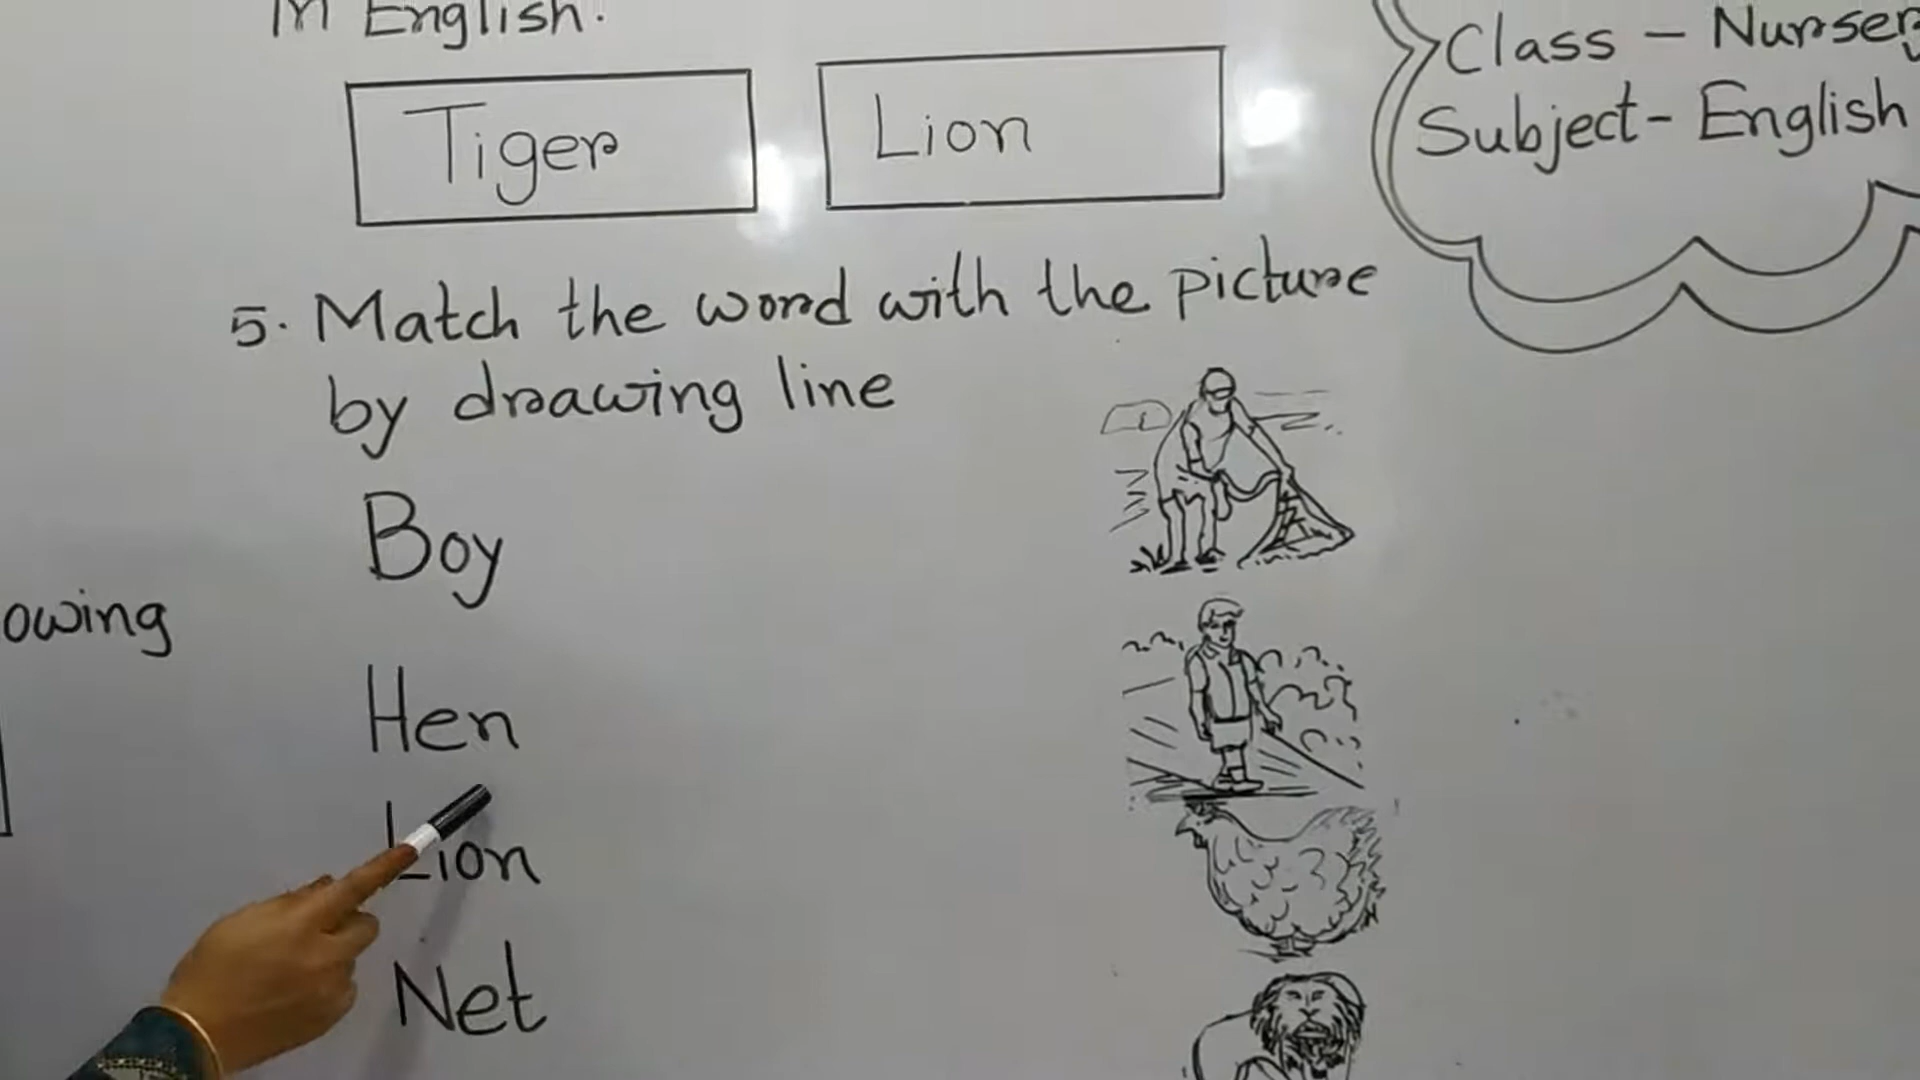 In English.
Tiger
Lion
Class - Nursery
Subject- English
5. Match the word with the picture
by drawing line
Boy
owing
Hen
Lion
Net